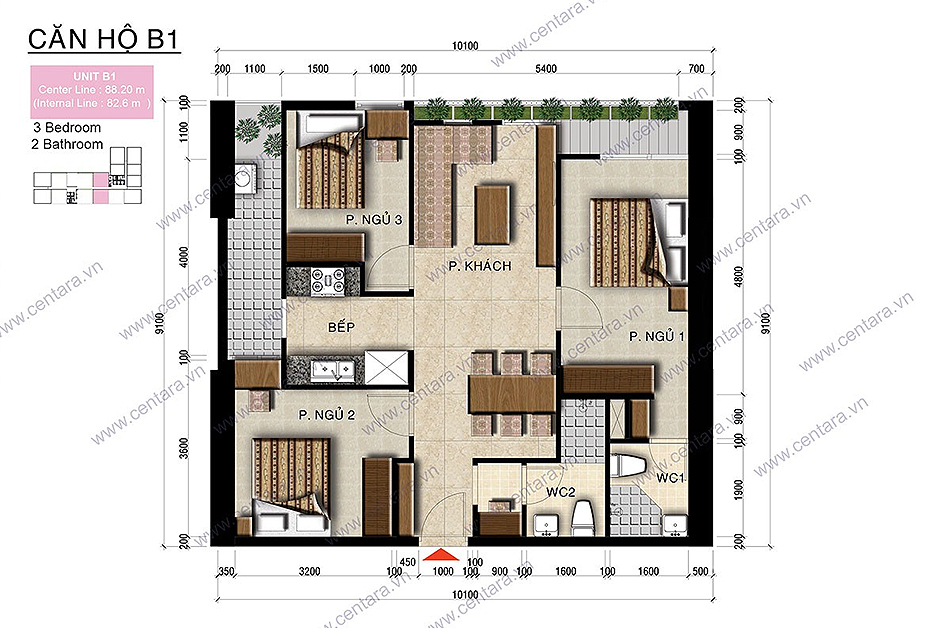 CĂN HỘ B1
UNIT B1
Center Line : 88.20 m
(Internal Line : 82.6 m )
3 Bedroom
2 Bathroom
10100
200 1100 1500 1000 200 5400 700
100
1100
4000
9100
100
3600
200
200
900
100
4800
9100
900
100
1900
200
P. NGỦ 3
P. KHÁCH
BẾP
P. NGỦ 1
P. NGỦ 2
WC2
WC1
350 3200 100 450 1000 100 100 900 100 1600 100 1600 500
10100
www.centara.vn
www.centara.vn
www.centara.vn
www.centara.vn
www.centara.vn
www.centara.vn
www.centara.vn
www.centara.vn
www.centara.vn
www.centara.vn
www.centara.vn
www.centara.vn